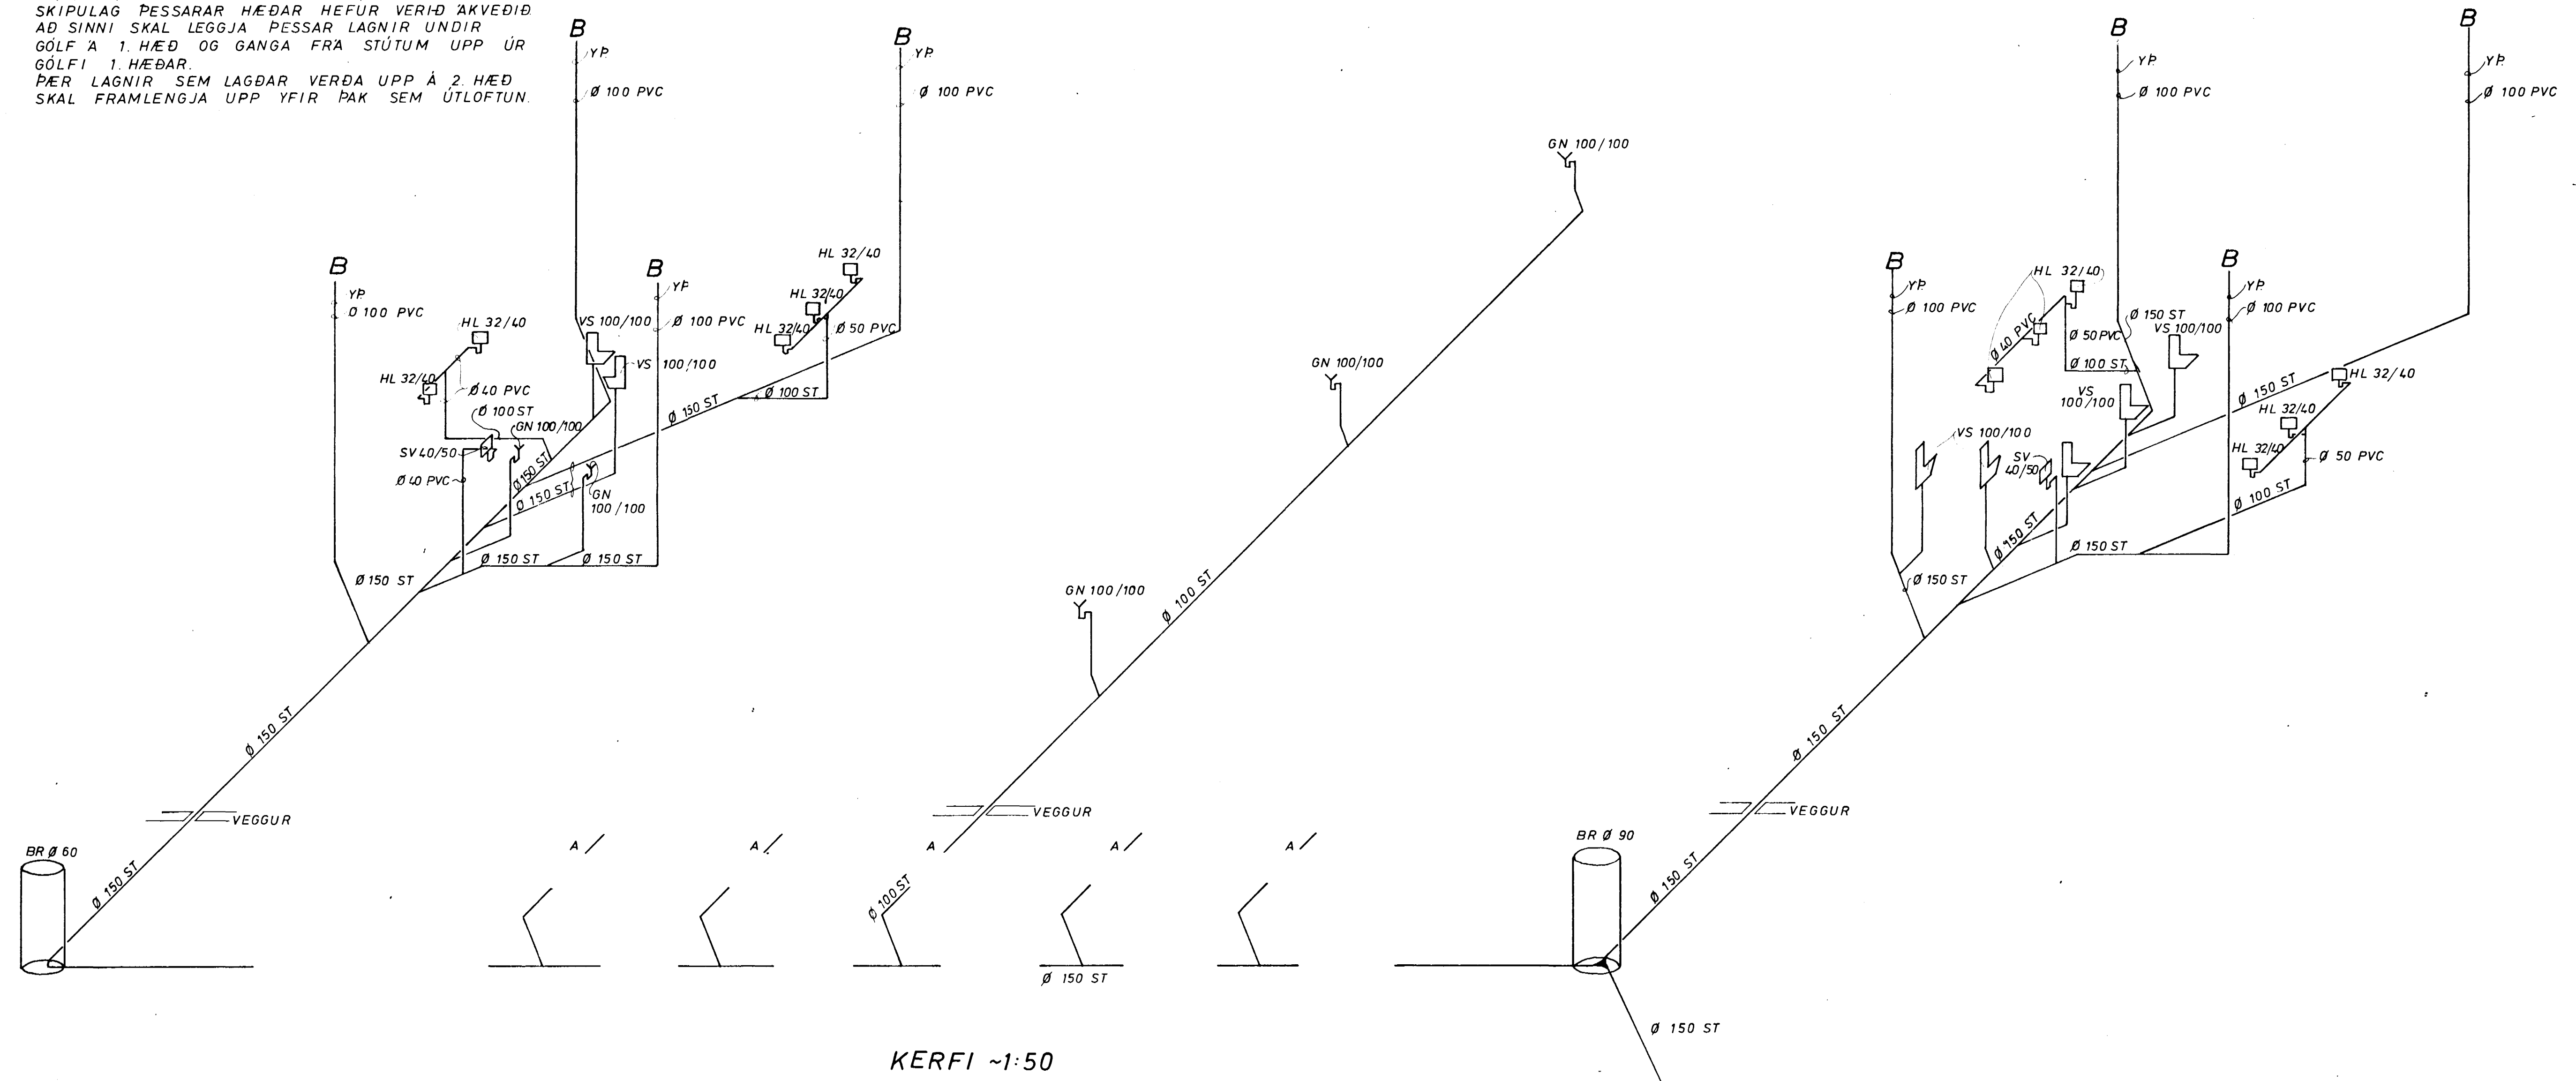 SKIPULAG ÞESSARAR HÆÐAR HEFUR VERIÐ ÁKVEÐIÐ
AÐ SINNI SKAL LEGGJA ÞESSAR LAGNIR UNDIR
GÓLF Á 1. HÆÐ OG GANGA FRÁ STÚTUM UPP ÚR
GÓLFI 1. HÆÐAR.
ÞÆR LAGNIR SEM LAGÐAR VERÐA UPP Á 2. HÆÐ
SKAL FRAMLENGJA UPP YFIR ÞAK SEM ÚTLOFTUN.
B
YÞ
Ø 100 PVC
B
YÞ
Ø 100 PVC
B
YÞ
Ø 100 PVC
B
YÞ
Ø 100 PVC
HL 32/40
HL 32/40
Ø 40 PVC
Ø 100 ST
GN 100/100
SV 40/50
Ø 40 PVC
VS 100/100
VS 100/100
HL 32/40
HL 32/40
HL 32/40
Ø 50 PVC
Ø 100 ST
Ø 150 ST
Ø 150 ST
Ø 150 ST
GN
100/100
Ø 150 ST
Ø 150 ST
Ø 150 ST
Ø 150 ST
VEGGUR
BR Ø 60
Ø 150 ST
GN 100/100
GN 100/100
GN 100/100
Ø 100 ST
VEGGUR
A
A
A
A
A
Ø 100 ST
Ø 150 ST
B
YÞ
Ø 100 PVC
B
YÞ
Ø 100 PVC
B
YÞ
Ø 100 PVC
B
YÞ
Ø 100 PVC
HL 32/40
Ø 40 PVC
Ø 50 PVC
Ø 100 ST
Ø 150 ST
VS 100/100
VS
100/100
VS 100/100
SV
40/50
Ø 150 ST
HL 32/40
HL 32/40
HL 32/40
Ø 50 PVC
Ø 100 ST
Ø 150 ST
Ø 150 ST
Ø 150 ST
Ø 150 ST
VEGGUR
BR Ø 90
Ø 150 ST
Ø 150 ST
KERFI ~1:50